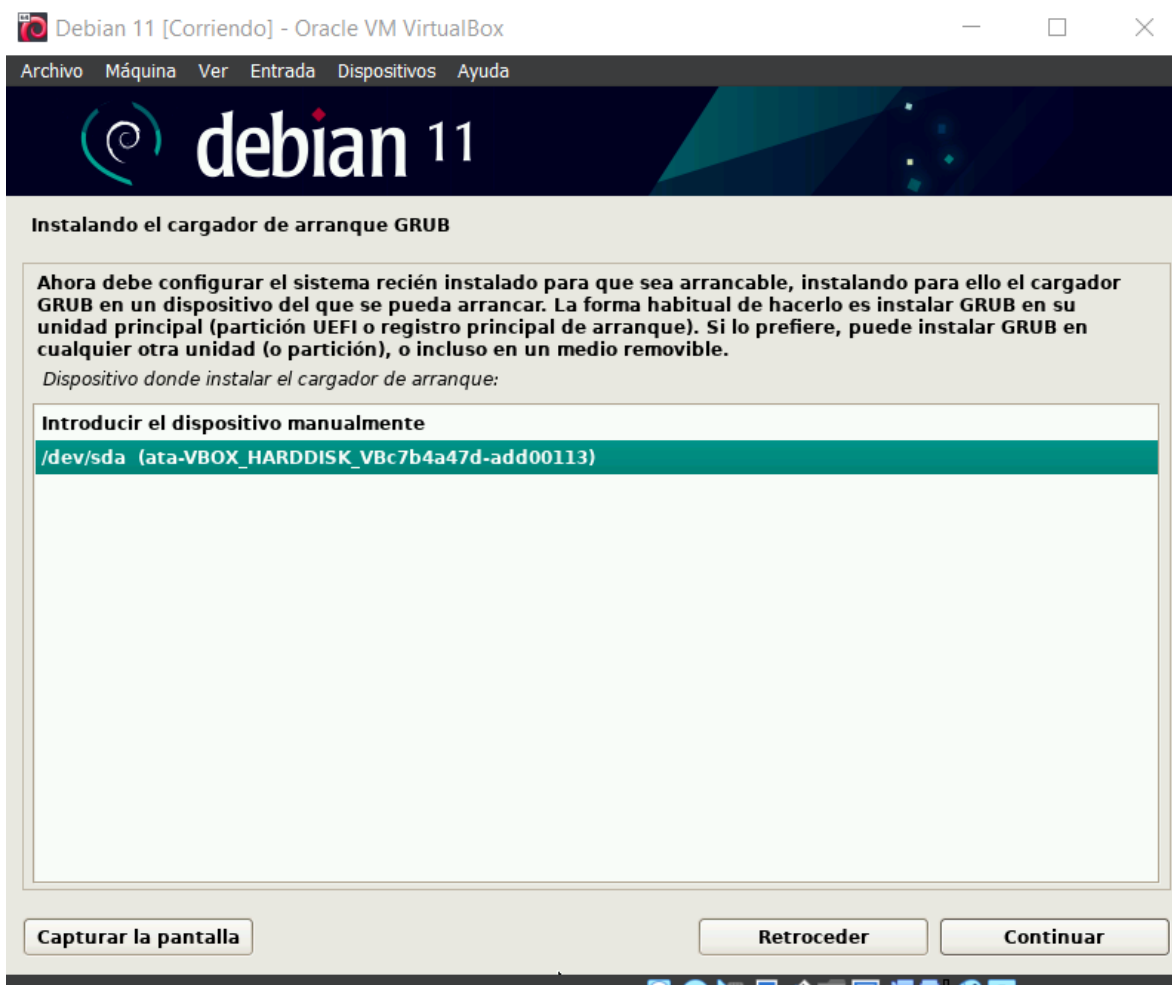 Debian 11 [Corriendo] - Oracle VM VirtualBox
Archivo Máquina Ver Entrada Dispositivos Ayuda
debian 11
Instalando el cargador de arranque GRUB
Ahora debe configurar el sistema recién instalado para que sea arrancable, instalando para ello el cargador
GRUB en un dispositivo del que se pueda arrancar. La forma habitual de hacerlo es instalar GRUB en su
unidad principal (partición UEFI o registro principal de arranque). Si lo prefiere, puede instalar GRUB en
cualquier otra unidad (o partición), o incluso en un medio removible.
Dispositivo donde instalar el cargador de arranque:
Introducir el dispositivo manualmente
/dev/sda (ata-VBOX_HARDDISK_VBc7b4a47d-add00113)
Capturar la pantalla Retroceder Continuar